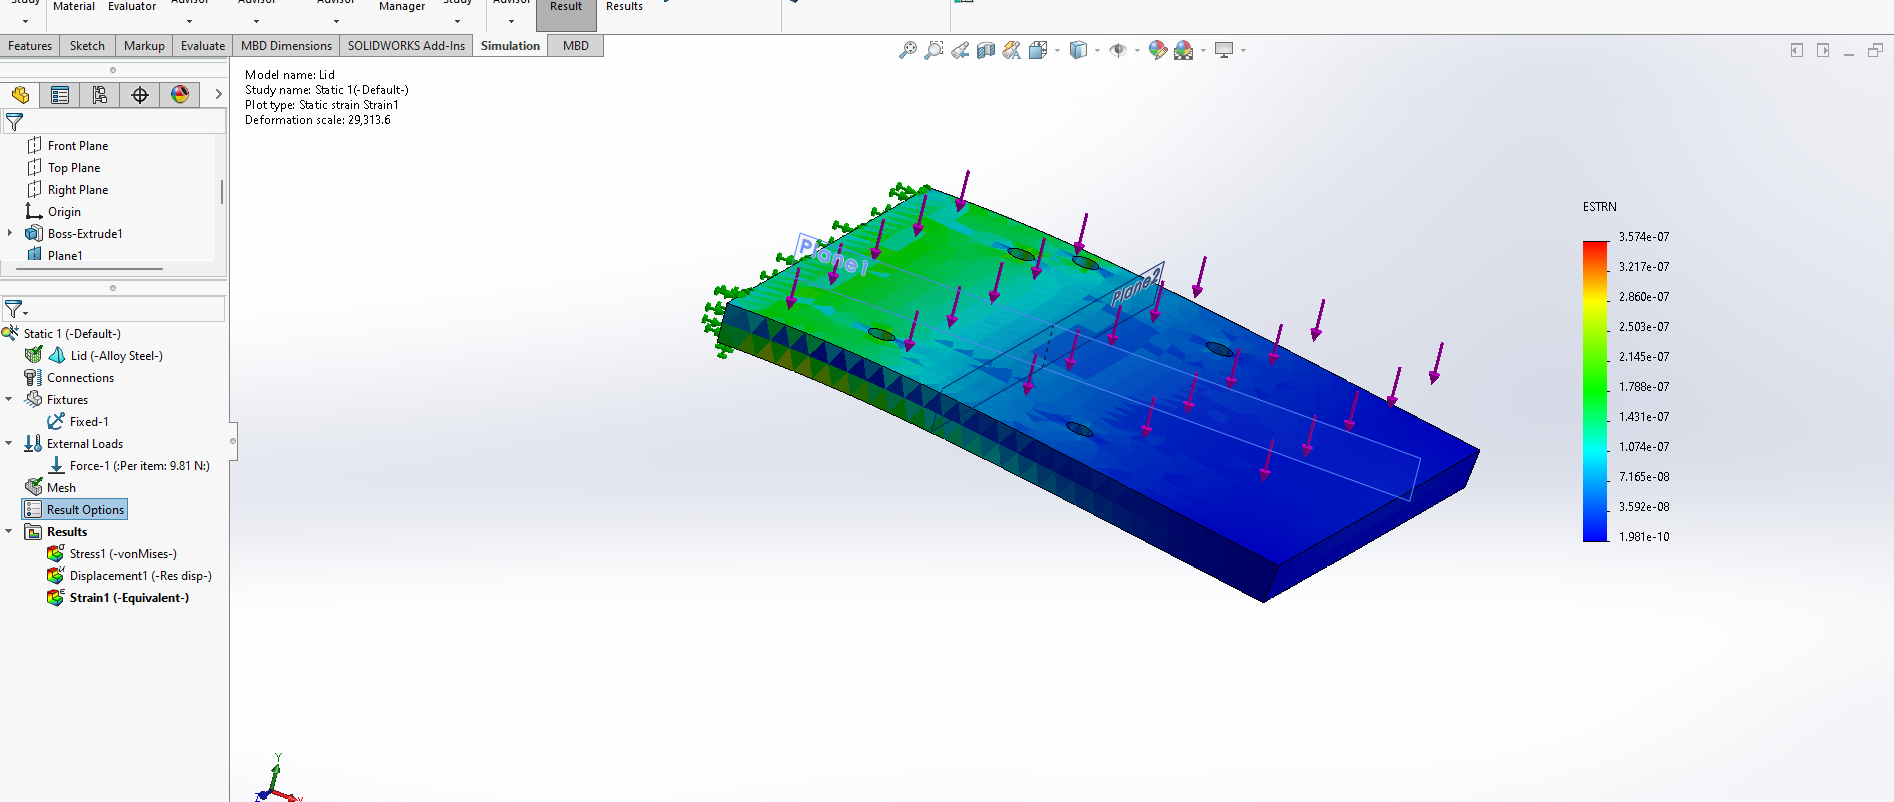 Study
Material Evaluator Advisor Advisor Advisor Manager Study Advisor Result Results
Features Sketch Markup Evaluate MBD Dimensions SOLIDWORKS Add-Ins Simulation MBD
Model name: Lid
Study name: Static 1(-Default-)
Plot type: Static strain Strain1
Deformation scale: 29,313.6
Front Plane
Top Plane
Right Plane
Origin
Boss-Extrude1
Plane1
Static 1 (-Default-)
Lid (-Alloy Steel-)
Connections
Fixtures
Fixed-1
External Loads
Force-1 (:Per item: 9.81 N:)
Mesh
Result Options
Results
Stress1 (-vonMises-)
Displacement1 (-Res disp-)
Strain1 (-Equivalent-)
Plane1
Plane2
ESTRN
3.574e-07
3.217e-07
2.860e-07
2.503e-07
2.145e-07
1.788e-07
1.431e-07
1.074e-07
7.165e-08
3.592e-08
1.981e-10
Y